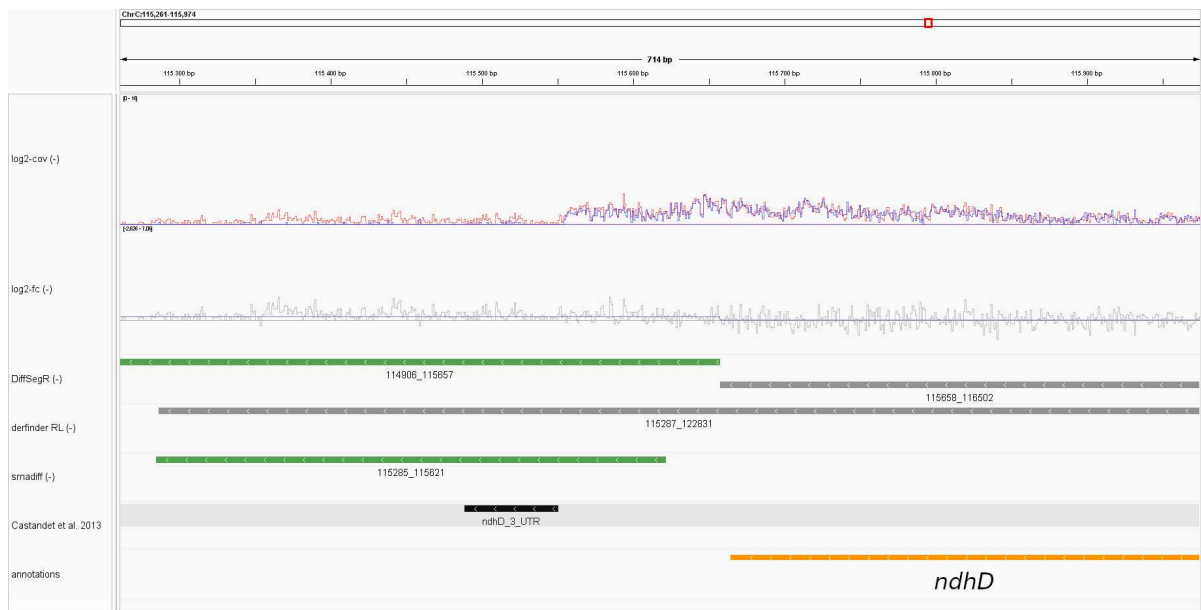 ChrC:115,261-115,974
714 bp
115 300 bp 115 400 bp 115 500 bp 115 600 bp 115 700 bp 115 800 bp 115 900 bp
log2-cov (-)
log2-fc (-)
DiffSegR (-)
114906_115657
115658_116502
derfinder RL (-)
115287_122831
srnadiff (-)
115285_115621
Castandet et al. 2013
ndhD_3_UTR
annotations
ndhD